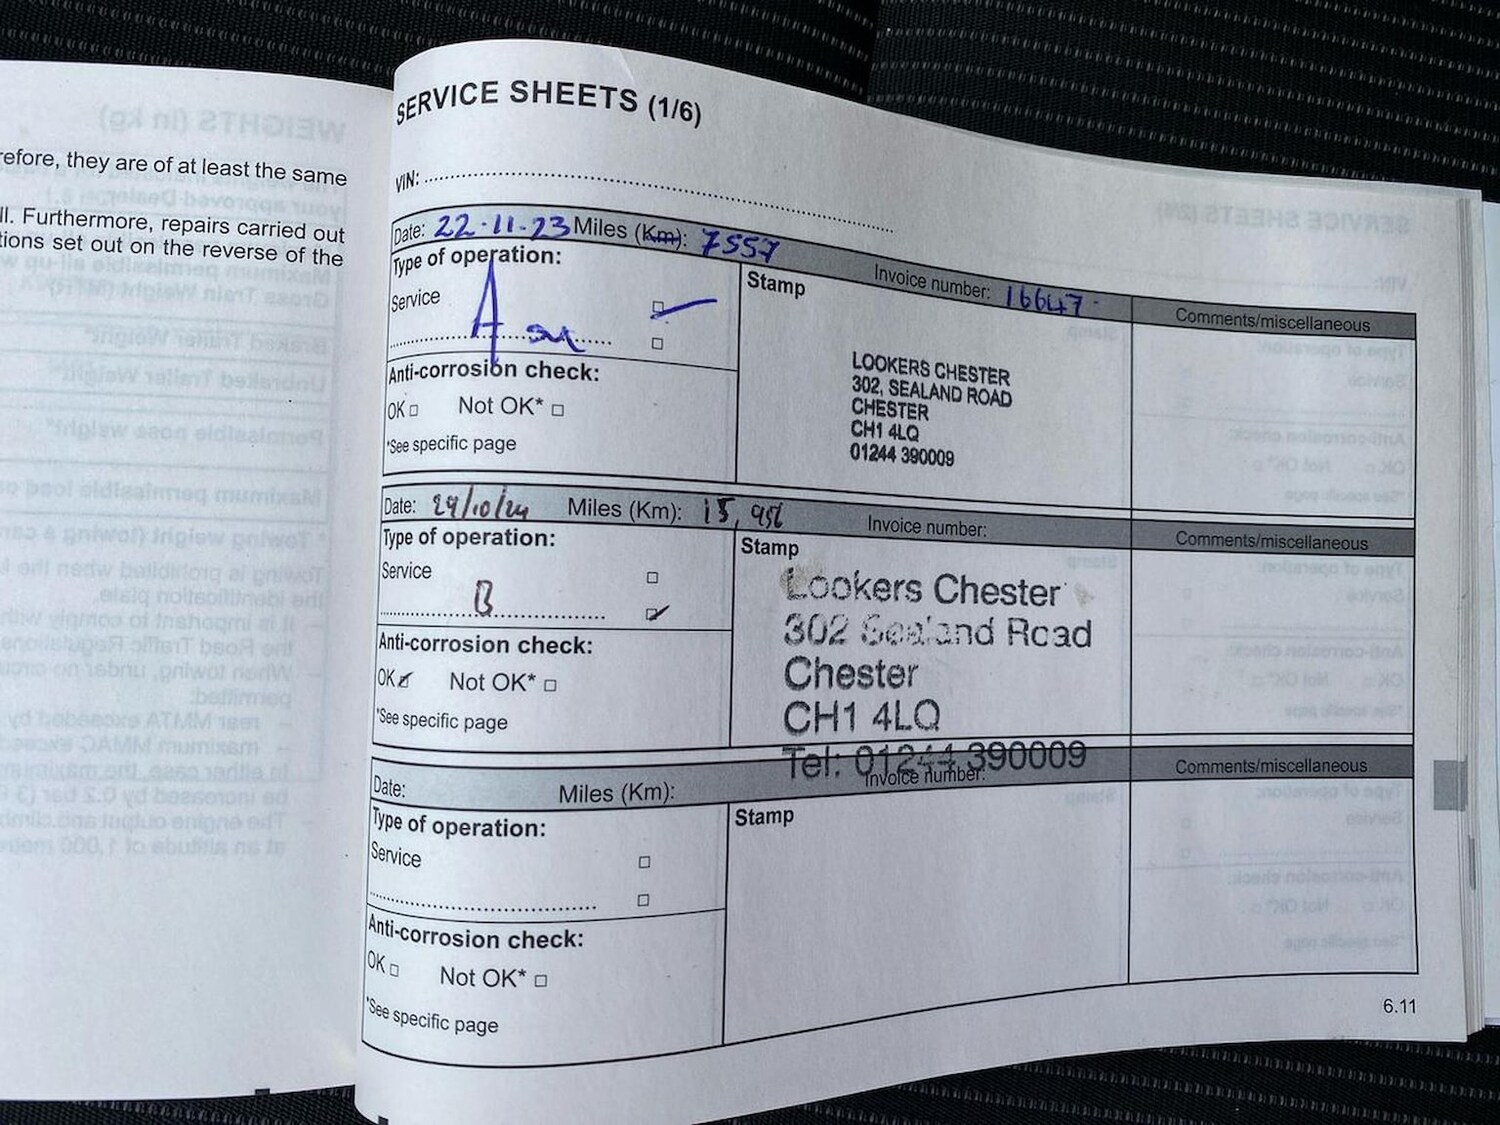 WEIGHTS (in kg)
refore, they are of at least the same
ll. Furthermore, repairs carried out
tions set out on the reverse of the
SERVICE SHEETS (1/6)
VIN:
Date: 22-11-23 Miles (Km): 7557 Invoice number: 16647 Comments/miscellaneous
Type of operation:
Service
A
Stamp
LOOKERS CHESTER
302, SEALAND ROAD
CHESTER
CH1 4LQ
01244 390009
Anti-corrosion check:
OK Not OK*
*See specific page
Date: 29/10/24 Miles (Km): 15,956 Invoice number: Comments/miscellaneous
Type of operation:
Service
B
Stamp
Lookers Chester
302 Sealand Road
Chester
CH1 4LQ
Tel: 01244 390009
Anti-corrosion check:
OK Not OK*
*See specific page
Date: Miles (Km): Invoice number: Comments/miscellaneous
Type of operation:
Service
Stamp
Anti-corrosion check:
OK Not OK*
*See specific page
6.11